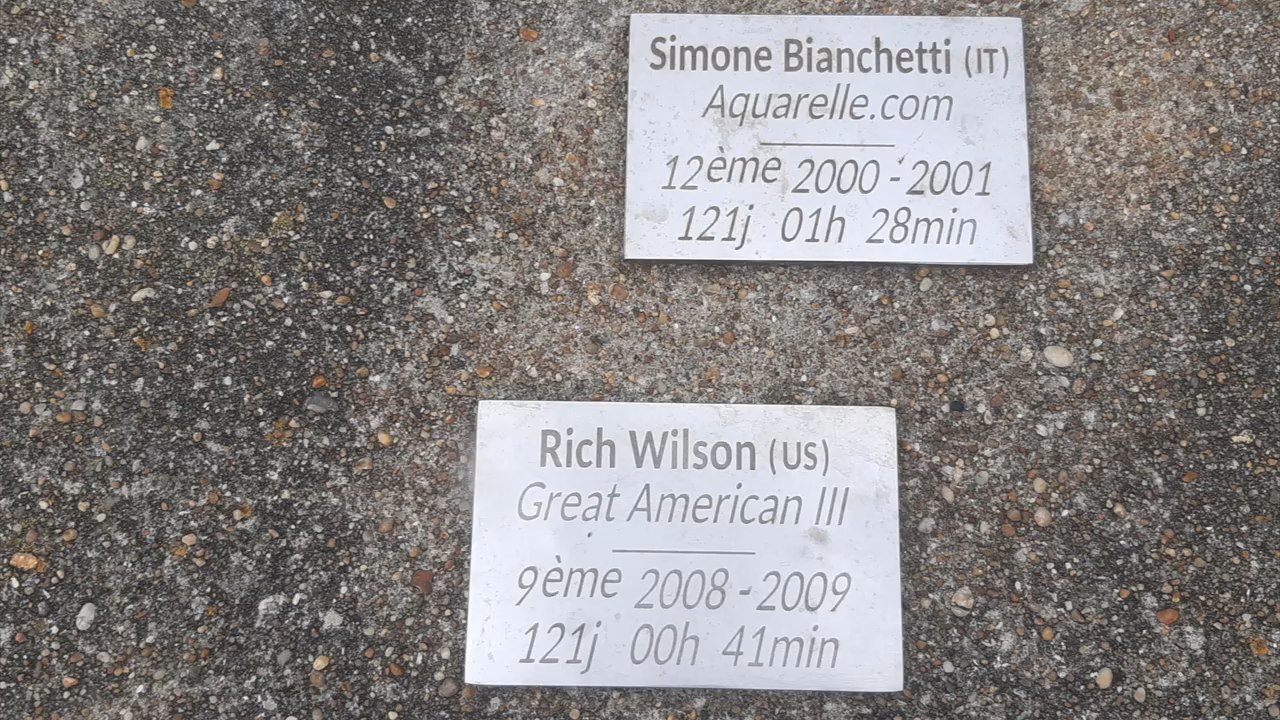 Simone Bianchetti (IT)
Aquarelle.com
12ème 2000 - 2001
121j 01h 28min
Rich Wilson (US)
Great American III
9ème 2008 - 2009
121j 00h 41min